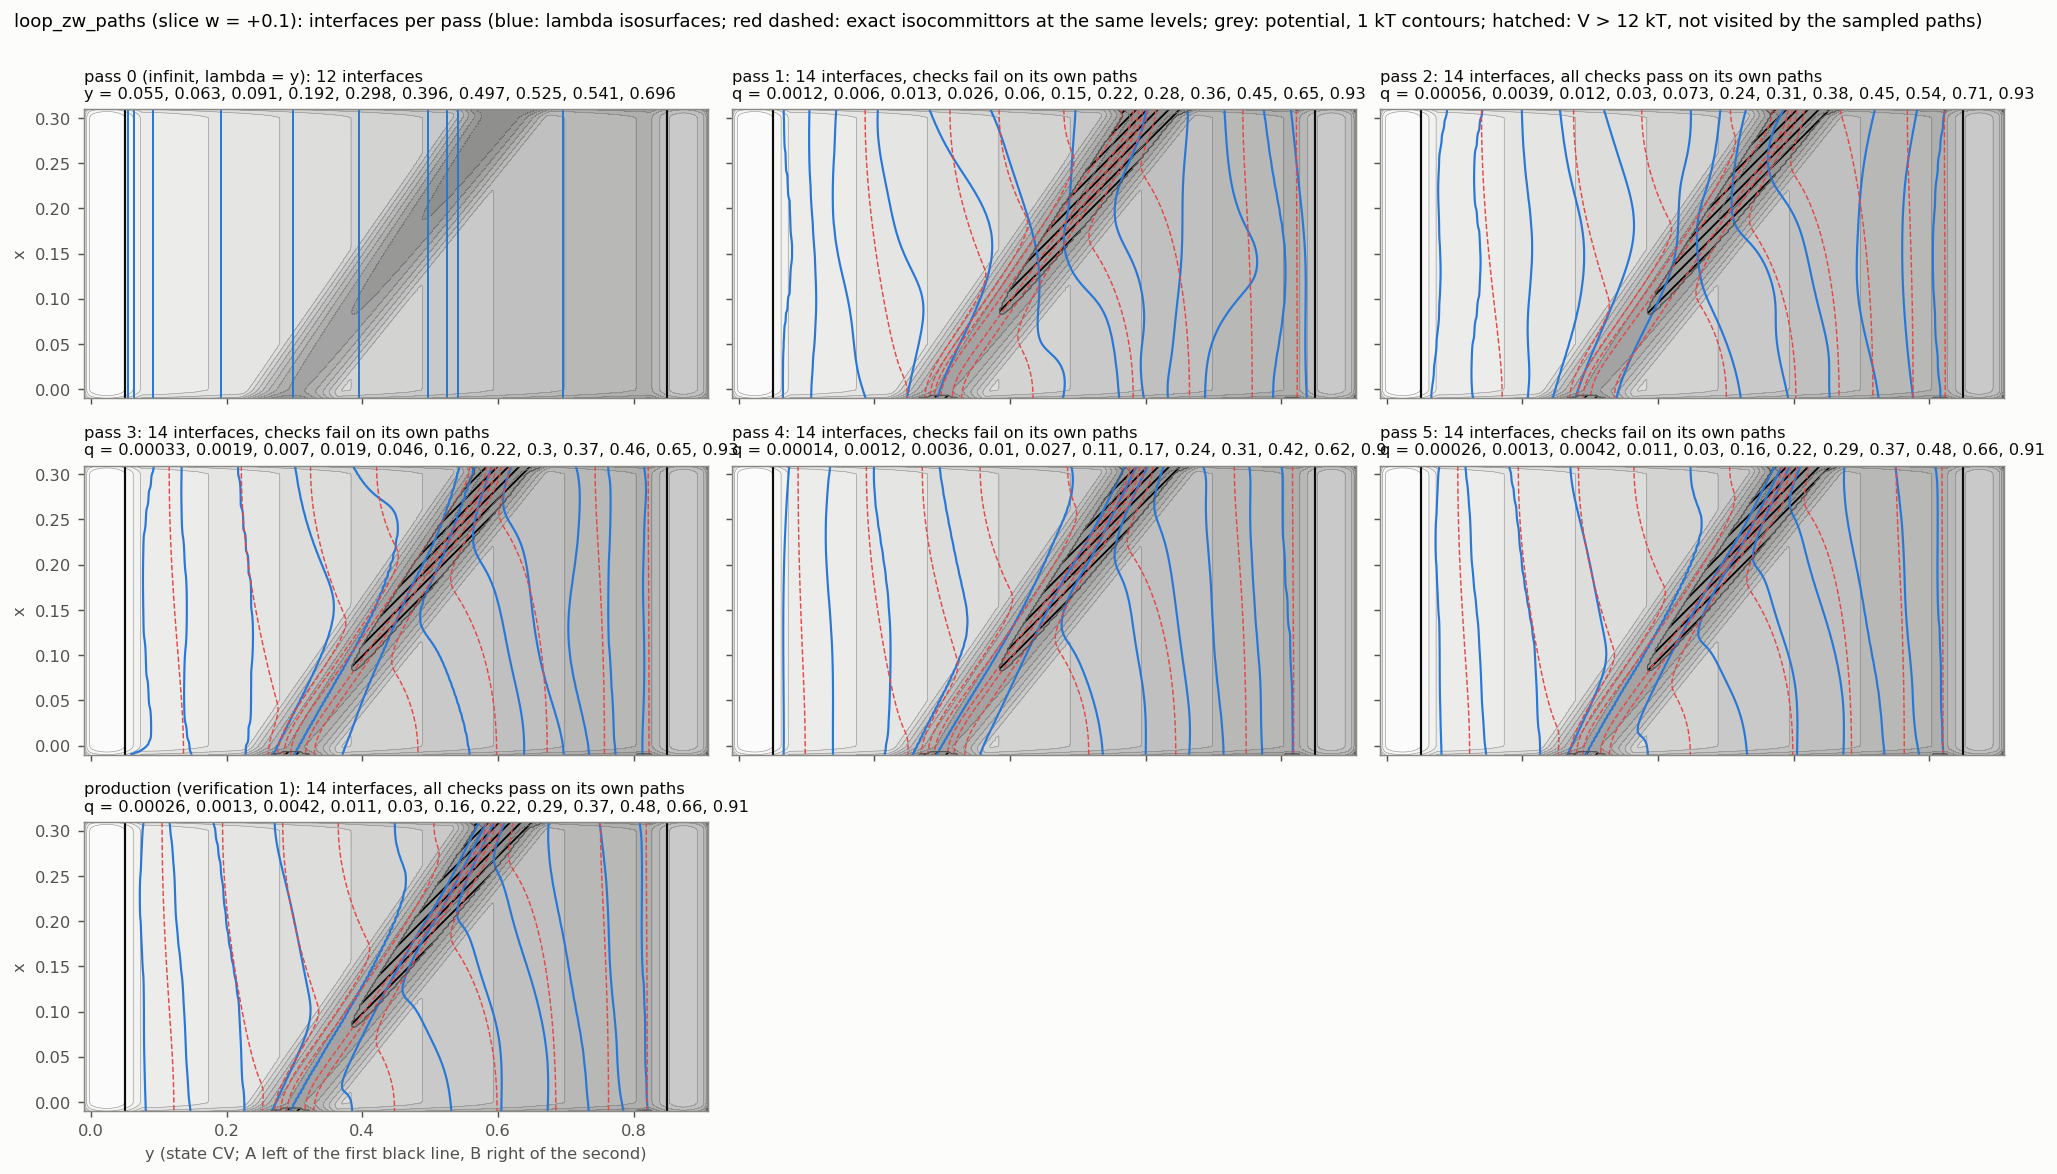 loop_zw_paths (slice w = +0.1): interfaces per pass (blue: lambda isosurfaces; red dashed: exact isocommittors at the same levels; grey: potential, 1 kT contours; hatched: V > 12 kT, not visited by the sampled paths)
pass 0 (infinit, lambda = y): 12 interfaces
y = 0.055, 0.063, 0.091, 0.192, 0.298, 0.396, 0.497, 0.525, 0.541, 0.696
pass 1: 14 interfaces, checks fail on its own paths
q = 0.0012, 0.006, 0.013, 0.026, 0.06, 0.15, 0.22, 0.28, 0.36, 0.45, 0.65, 0.93
pass 2: 14 interfaces, all checks pass on its own paths
q = 0.00056, 0.0039, 0.012, 0.03, 0.073, 0.24, 0.31, 0.38, 0.45, 0.54, 0.71, 0.93
0.30
0.25
0.20
x
0.15
0.10
0.05
0.00
pass 3: 14 interfaces, checks fail on its own paths
q = 0.00033, 0.0019, 0.007, 0.019, 0.046, 0.16, 0.22, 0.3, 0.37, 0.46, 0.65, 0.93
pass 4: 14 interfaces, checks fail on its own paths
q = 0.00014, 0.0012, 0.0036, 0.01, 0.027, 0.11, 0.17, 0.24, 0.31, 0.42, 0.62, 0.9
pass 5: 14 interfaces, checks fail on its own paths
q = 0.00026, 0.0013, 0.0042, 0.011, 0.03, 0.16, 0.22, 0.29, 0.37, 0.48, 0.66, 0.91
0.30
0.25
0.20
x
0.15
0.10
0.05
0.00
production (verification 1): 14 interfaces, all checks pass on its own paths
q = 0.00026, 0.0013, 0.0042, 0.011, 0.03, 0.16, 0.22, 0.29, 0.37, 0.48, 0.66, 0.91
0.30
0.25
0.20
x
0.15
0.10
0.05
0.00
0.0 0.2 0.4 0.6 0.8
y (state CV; A left of the first black line, B right of the second)